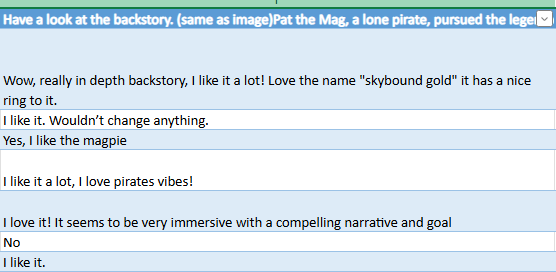 Have a look at the backstory. (same as image)Pat the Mag, a lone pirate, pursued the
Wow, really in depth backstory, I like it a lot! Love the name "skybound gold" it has a nice
ring to it.
I like it. Wouldn’t change anything.
Yes, I like the magpie
I like it a lot, I love pirates vibes!
I love it! It seems to be very immersive with a compelling narrative and goal
No
I like it.